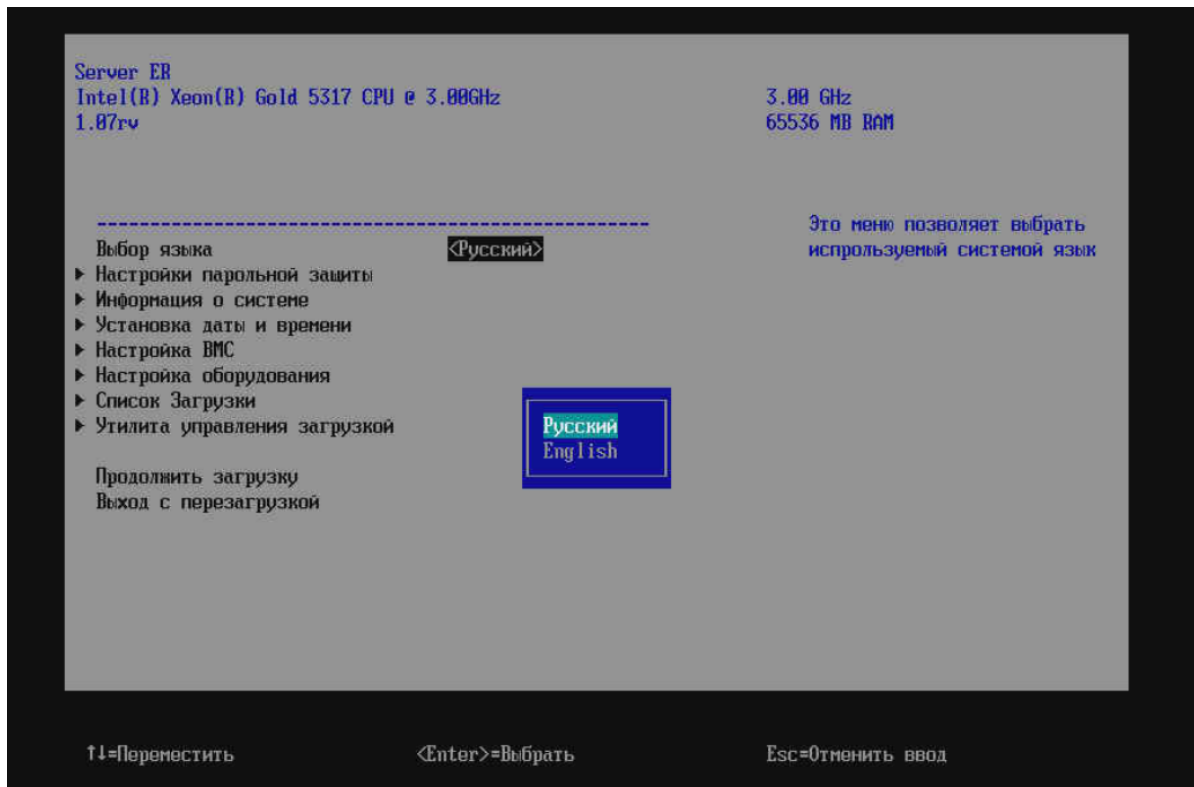 Server ER
Intel(R) Xeon(R) Gold 5317 CPU @ 3.00GHz 3.00 GHz
1.07rv 65536 MB RAM
Это меню позволяет выбрать
испрользуемый системой язык
Выбор языка <Русский>
Настройки парольной защиты
Информация о системе
Установка даты и времени
Настройка BMC
Настройка оборудования
Список Загрузки
Утилита управления загрузкой
Русский
English
Продолжить загрузку
Выход с перезагрузкой
↑↓=Переместить <Enter>=Выбрать Esc=Отменить ввод